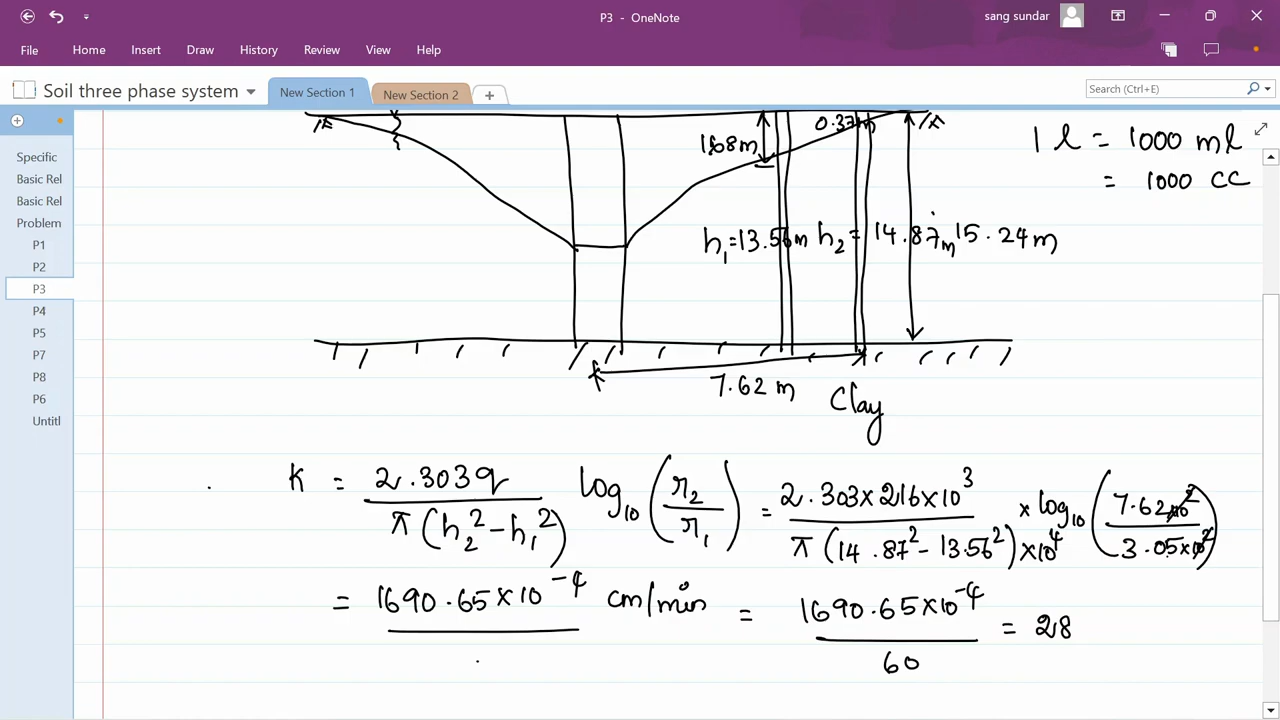 P3 - OneNote
sang sundar
File Home Insert Draw History Review View Help
Soil three phase system
New Section 1
New Section 2
Search (Ctrl+E)
Specific
Basic Rel
Basic Rel
Problem
P1
P2
P3
P4
P5
P7
P8
P6
Untitl
1.68m
0.37m
1 l = 1000 ml
= 1000 CC
h₁=13.56m h₂= 14.87m 15.24m
7.62 m
Clay
K = 2.303q / π(h₂²-h₁²) log₁₀(r₂/r₁) = 2.303×216×10³ / π(14.87²-13.56²)×10⁴ × log₁₀(7.62×10²/3.05×10²)
= 1690.65×10⁻⁴ cm/min = 1690.65×10⁻⁴ / 60 = 28